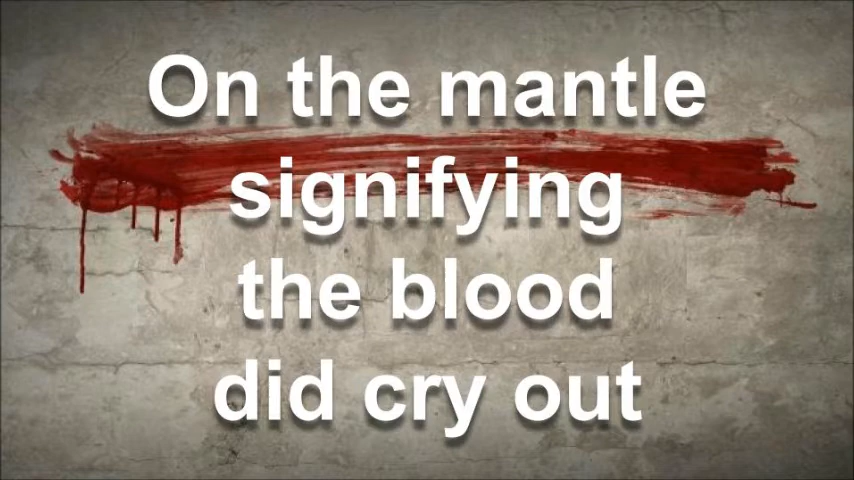 On the mantle
signifying
the blood
did cry out